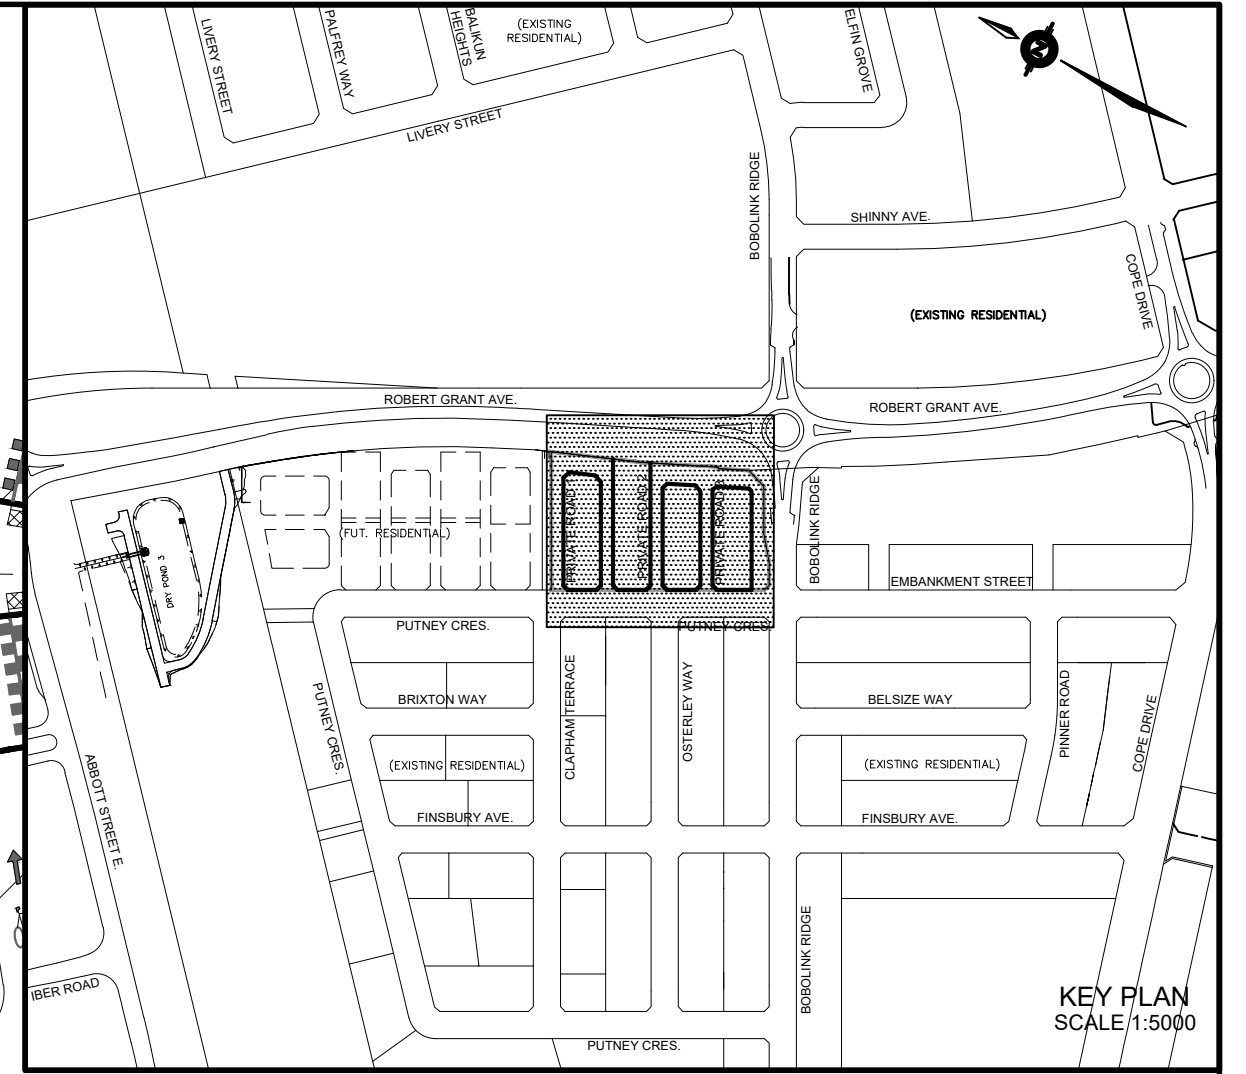 LIVERY STREET
PALFREY WAY
BALIKUN
HEIGHTS
(EXISTING
RESIDENTIAL)
ELFIN GROVE
N
LIVERY STREET
BOBOLINK RIDGE
SHINNY AVE.
COPE DRIVE
(EXISTING RESIDENTIAL)
ROBERT GRANT AVE.
ROBERT GRANT AVE.
PRIVATE ROAD
PRIVATE ROAD 2
PRIVATE ROAD
BOBOLINK RIDGE
(FUT. RESIDENTIAL)
DRY POND 3
EMBANKMENT STREET
PUTNEY CRES.
PUTNEY CRES.
PUTNEY CRES.
BRIXTON WAY
CLAPHAM TERRACE
OSTERLEY WAY
BELSIZE WAY
PINNER ROAD
COPE DRIVE
ABBOTT STREET E.
(EXISTING RESIDENTIAL)
(EXISTING RESIDENTIAL)
FINSBURY AVE.
FINSBURY AVE.
BOBOLINK RIDGE
IBER ROAD
PUTNEY CRES.
KEY PLAN
SCALE 1:5000